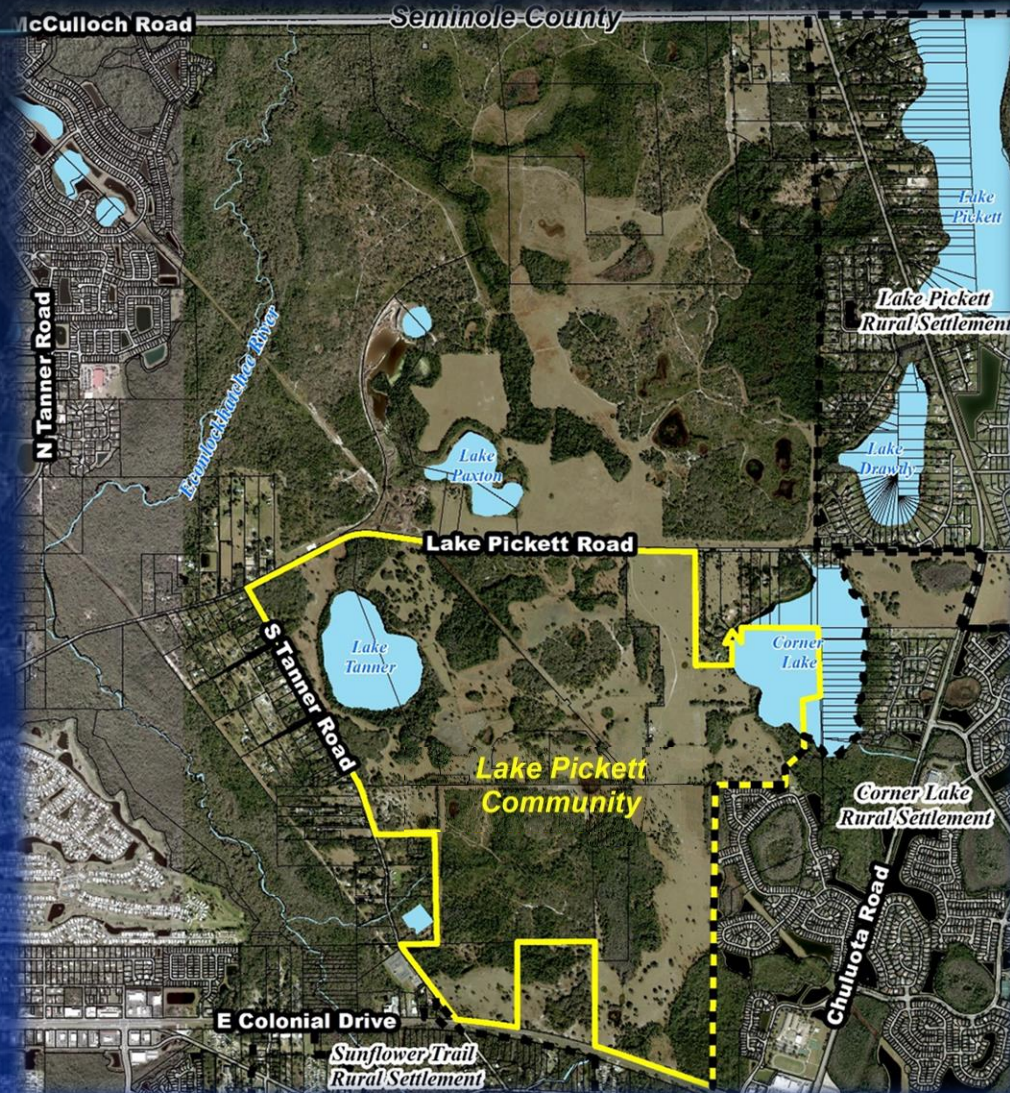 Seminole County
McCulloch Road
Lake
Pickett
Lake Pickett
Rural Settlement
N Tanner Road
Econlockhatchee River
Lake
Drawdy
Lake
Paxton
Lake Pickett Road
S Tanner Road
Lake
Tanner
Corner
Lake
Lake Pickett
Community
Corner Lake
Rural Settlement
Chuluota Road
E Colonial Drive
Sunflower Trail
Rural Settlement